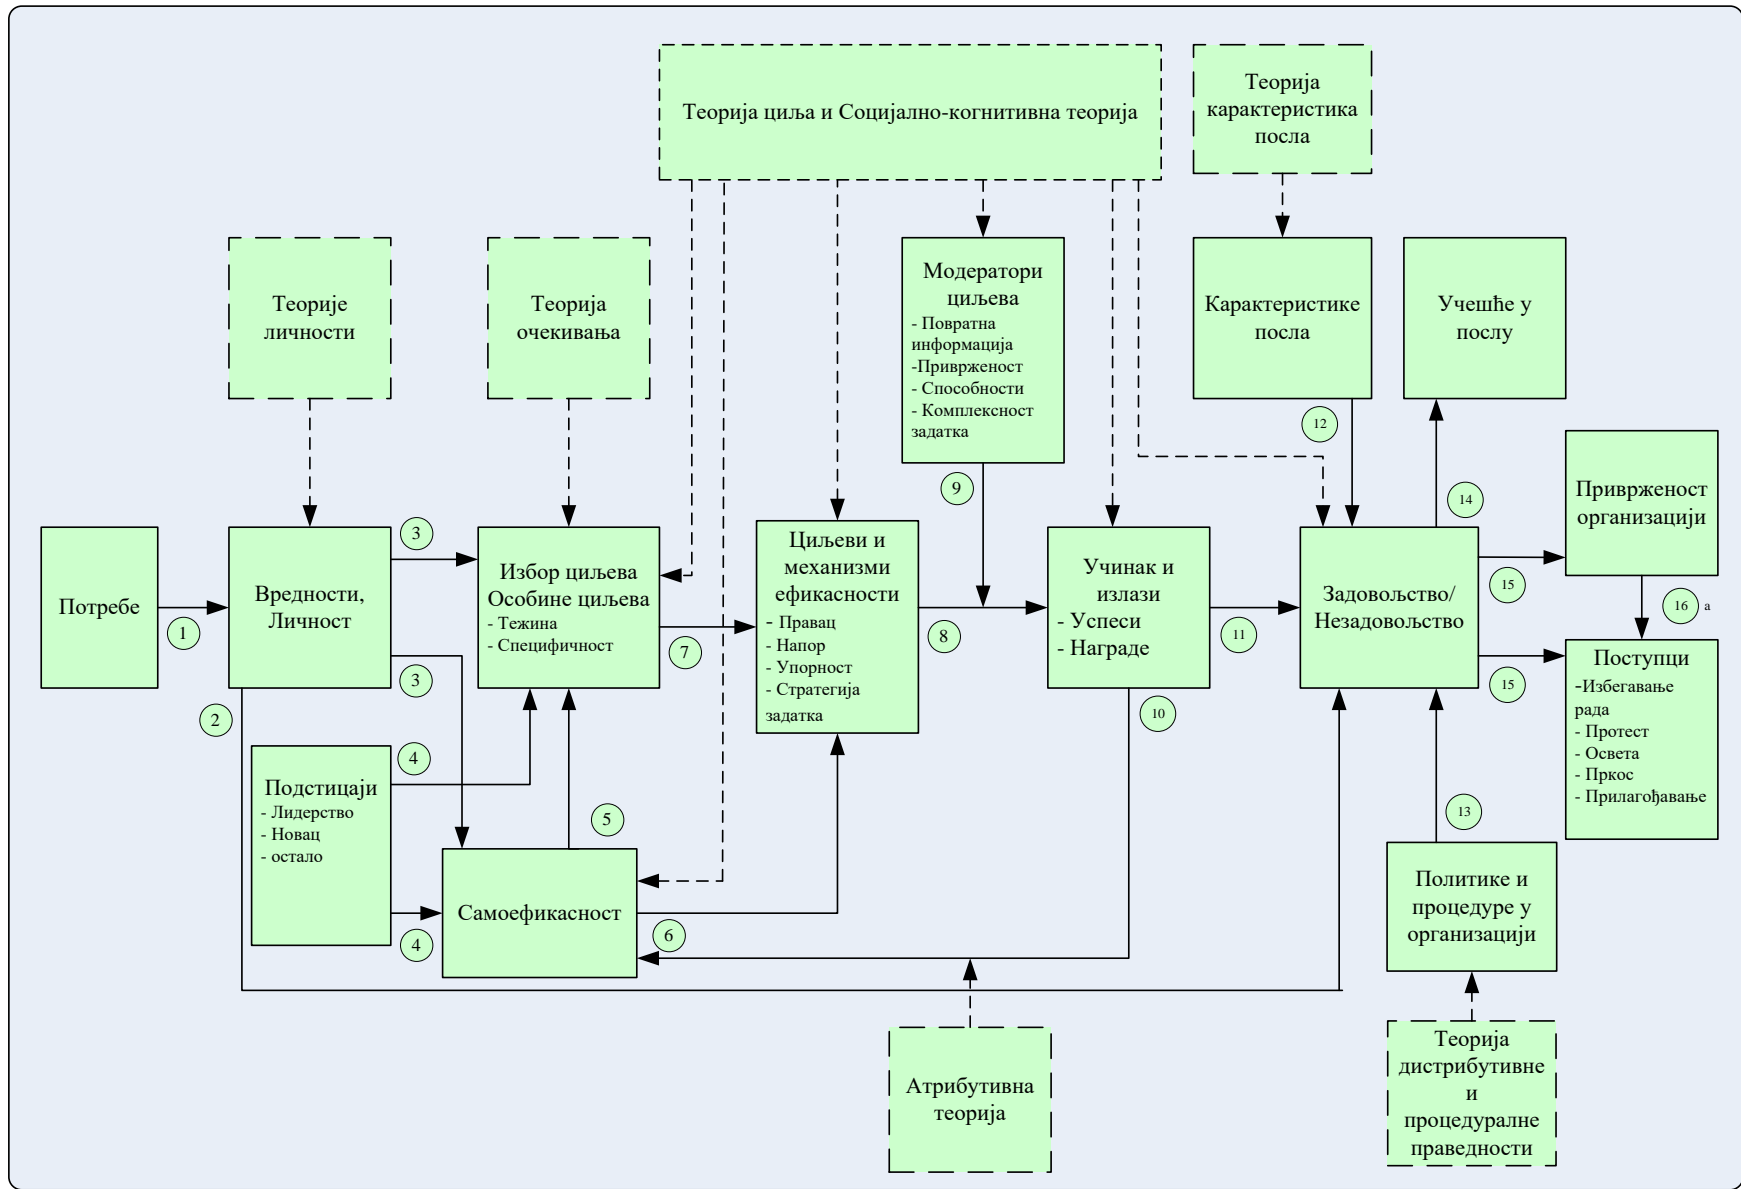 Теорија циља и Социјално-когнитивна теорија
Теорија
карактеристика
посла
Теорије
личности
Теорија
очекивања
Модератори
циљева
- Повратна
информација
-Приврженост
- Способности
- Комплексност
задатка
Карактеристике
посла
Учешће у
послу
12
9
14
Приврженост
организацији
3
Потребе
1
Вредности,
Личност
Избор циљева
Особине циљева
- Тежина
- Специфичност
7
Циљеви и
механизми
ефикасности
- Правац
- Напор
- Упорност
- Стратегија
задатка
8
Учинак и
излази
- Успеси
- Награде
11
Задовољство/
Незадовољство
15
16 а
3
2
10
15
Поступци
-Избегавање
рада
- Протест
- Освета
- Пркос
- Прилагођавање
4
Подстицаји
- Лидерство
- Новац
- остало
5
13
4
Самоефикасност
6
Политике и
процедуре у
организацији
Атрибутивна
теорија
Теорија
дистрибутивне
и
процедуралне
праведности